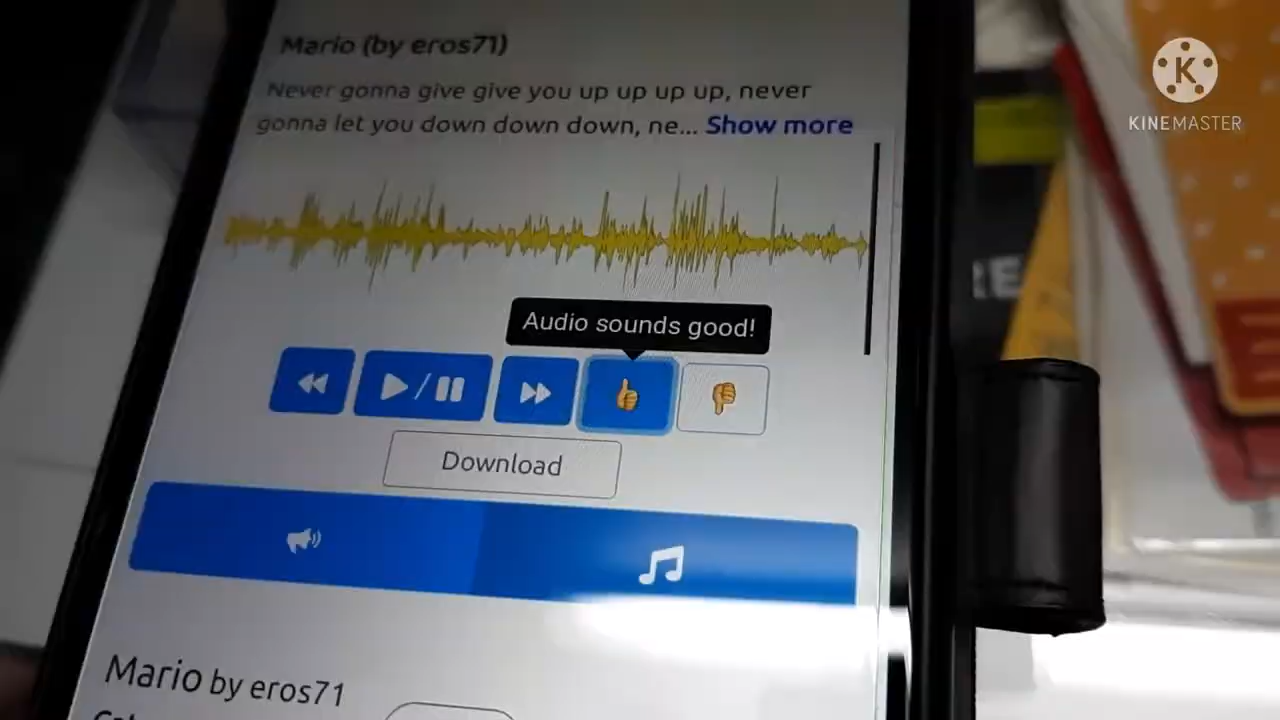 Mario (by eros71)
Never gonna give give you up up up up, never
gonna let you down down down, ne... Show more
KINEMASTER
Audio sounds good!
Download
Mario by eros71